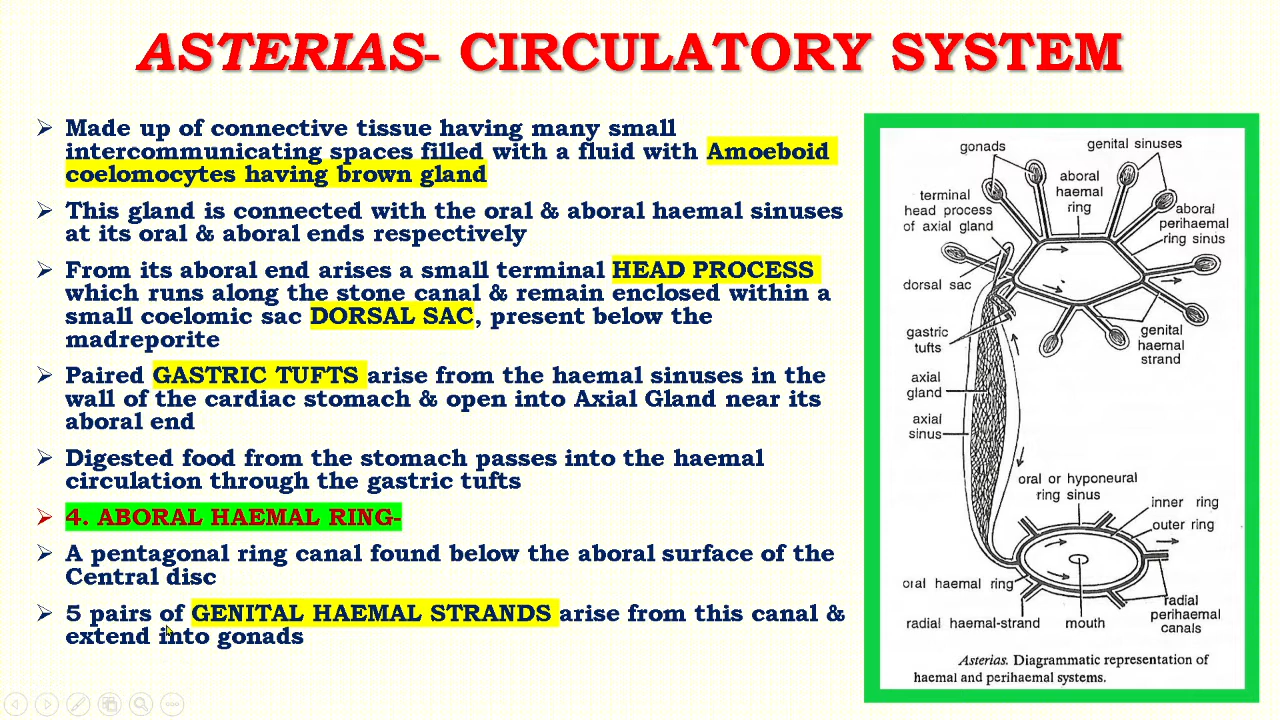 ASTERIAS- CIRCULATORY SYSTEM
➢ Made up of connective tissue having many small
intercommunicating spaces filled with a fluid with Amoeboid
coelomocytes having brown gland
➢ This gland is connected with the oral & aboral haemal sinuses
at its oral & aboral ends respectively
➢ From its aboral end arises a small terminal HEAD PROCESS
which runs along the stone canal & remain enclosed within a
small coelomic sac DORSAL SAC, present below the
madreporite
➢ Paired GASTRIC TUFTS arise from the haemal sinuses in the
wall of the cardiac stomach & open into Axial Gland near its
aboral end
➢ Digested food from the stomach passes into the haemal
circulation through the gastric tufts
➢ 4. ABORAL HAEMAL RING-
➢ A pentagonal ring canal found below the aboral surface of the
Central disc
➢ 5 pairs of GENITAL HAEMAL STRANDS arise from this canal &
extend into gonads
gonads
genital sinuses
aboral
haemal
ring
terminal
head process
of axial gland
aboral
perihaemal
ring sinus
dorsal sac
gastric
tufts
genital
haemal
strand
axial
gland
axial
sinus
oral or hyponeural
ring sinus
inner ring
outer ring
oral haemal ring
radial haemal-strand
mouth
radial
perihaemal
canals
Asterias. Diagrammatic representation of
haemal and perihaemal systems.